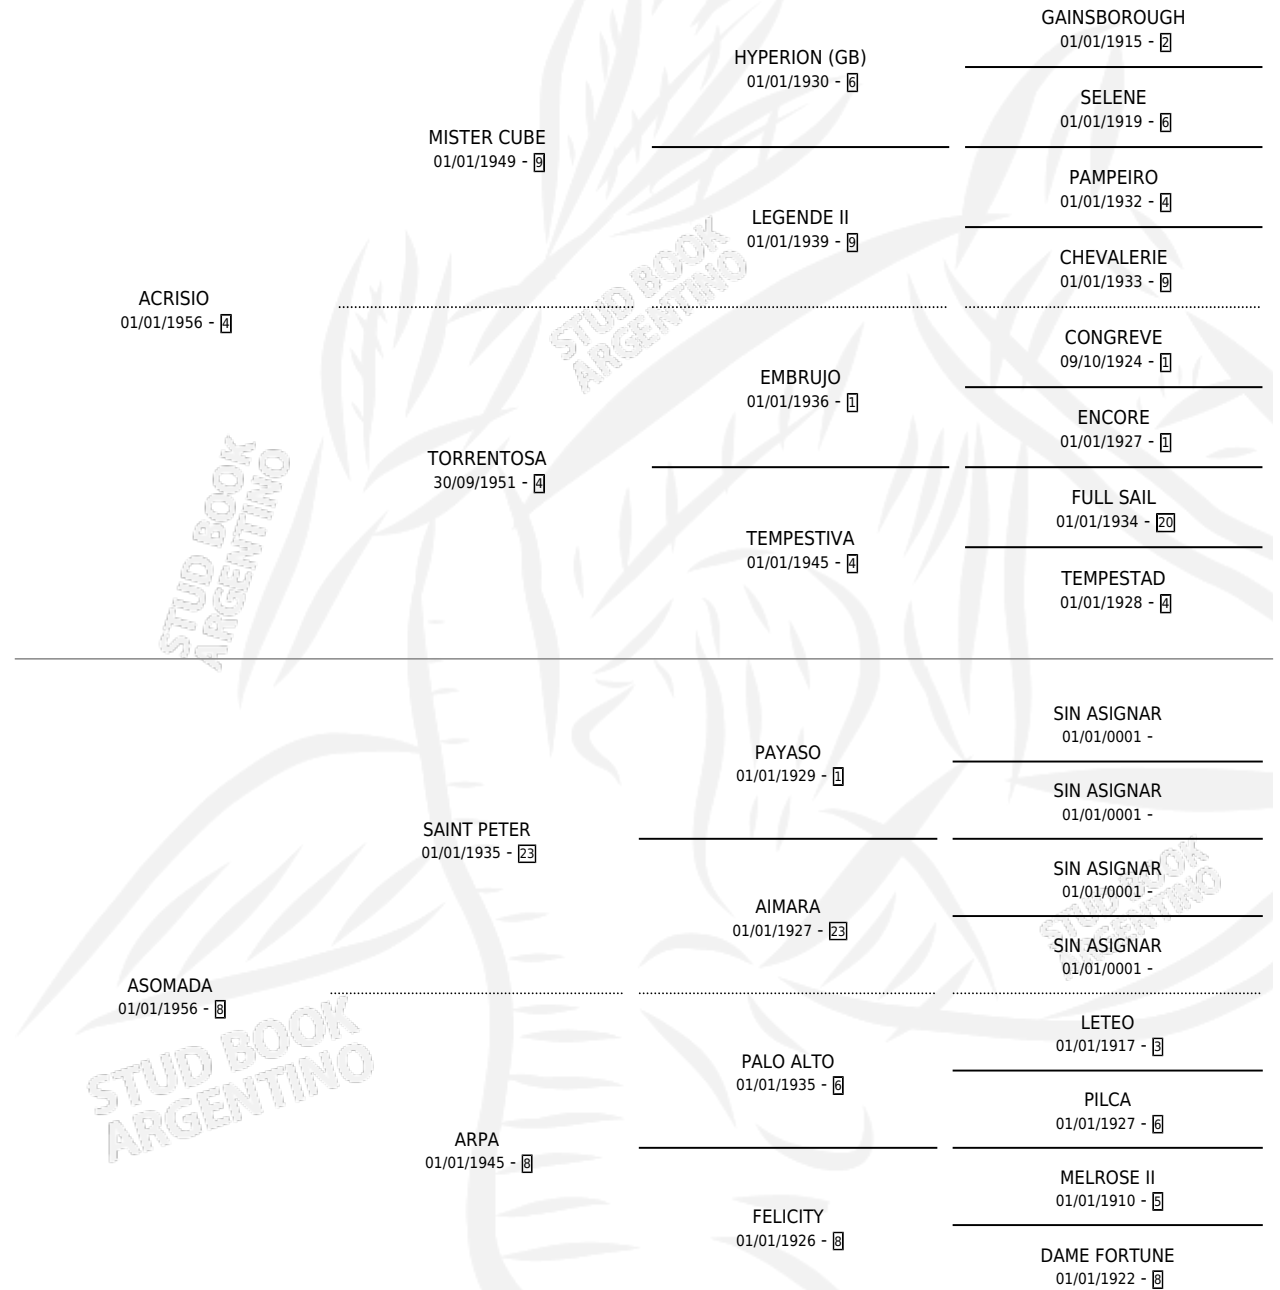 GAINSBOROUGH
01/01/1915 - 2
HYPERION (GB)
01/01/1930 - 6
SELENE
01/01/1919 - 6
MISTER CUBE
01/01/1949 - 9
PAMPEIRO
01/01/1932 - 4
LEGENDE II
01/01/1939 - 9
CHEVALERIE
01/01/1933 - 9
ACRISIO
01/01/1956 - 4
STUD BOOK
ARGENTINO
CONGREVE
09/10/1924 - 1
EMBRUJO
01/01/1936 - 1
ENCORE
01/01/1927 - 1
TORRENTOSA
30/09/1951 - 4
FULL SAIL
01/01/1934 - 20
TEMPESTIVA
01/01/1945 - 4
TEMPESTAD
01/01/1928 - 4
STUD BOOK
ARGENTINO
SIN ASIGNAR
01/01/0001 -
PAYASO
01/01/1929 - 1
SIN ASIGNAR
01/01/0001 -
SAINT PETER
01/01/1935 - 23
SIN ASIGNAR
01/01/0001 -
AIMARA
01/01/1927 - 23
SIN ASIGNAR
01/01/0001 -
STUD BOOK
ARGENTINO
ASOMADA
01/01/1956 - 8
LETEO
01/01/1917 - 3
PALO ALTO
01/01/1935 - 6
PILCA
01/01/1927 - 6
STUD BOOK
ARGENTINO
ARPA
01/01/1945 - 8
MELROSE II
01/01/1910 - 5
FELICITY
01/01/1926 - 8
DAME FORTUNE
01/01/1922 - 8